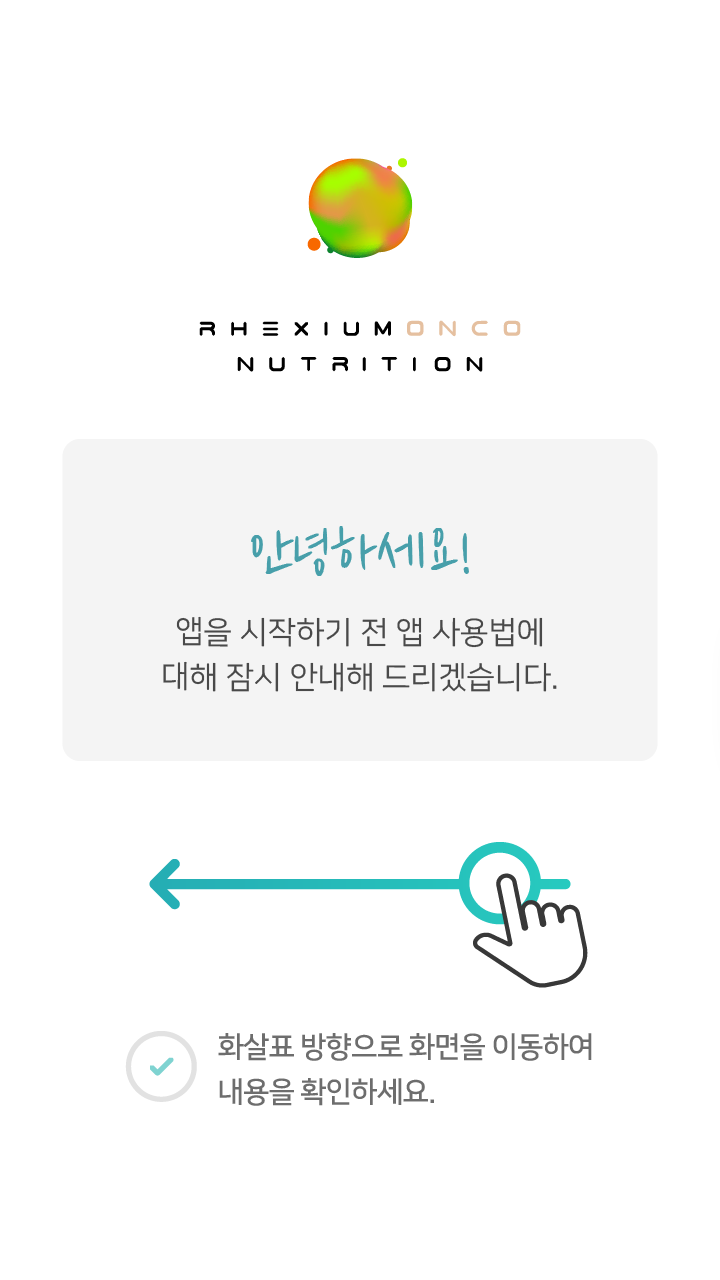 RHEXIUMONCO
NUTRITION
안녕하세요!
앱을 시작하기 전 앱 사용법에
대해 잠시 안내해 드리겠습니다.
화살표 방향으로 화면을 이동하여
내용을 확인하세요.